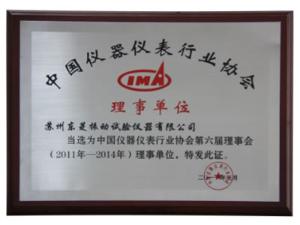 中国仪器仪表行业协会
IMA
理事单位
苏州东菱振动试验仪器有限公司
当选为中国仪器仪表行业协会第六届理事会
(2011年—2014年)理事单位,特发此证。